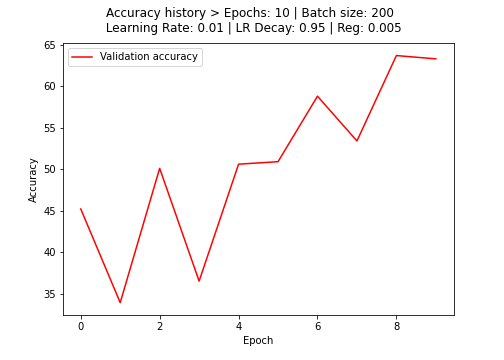 Accuracy history > Epochs: 10 | Batch size: 200
Learning Rate: 0.01 | LR Decay: 0.95 | Reg: 0.005
Validation accuracy
65
60
55
50
45
40
35
Accuracy
0 2 4 6 8
Epoch